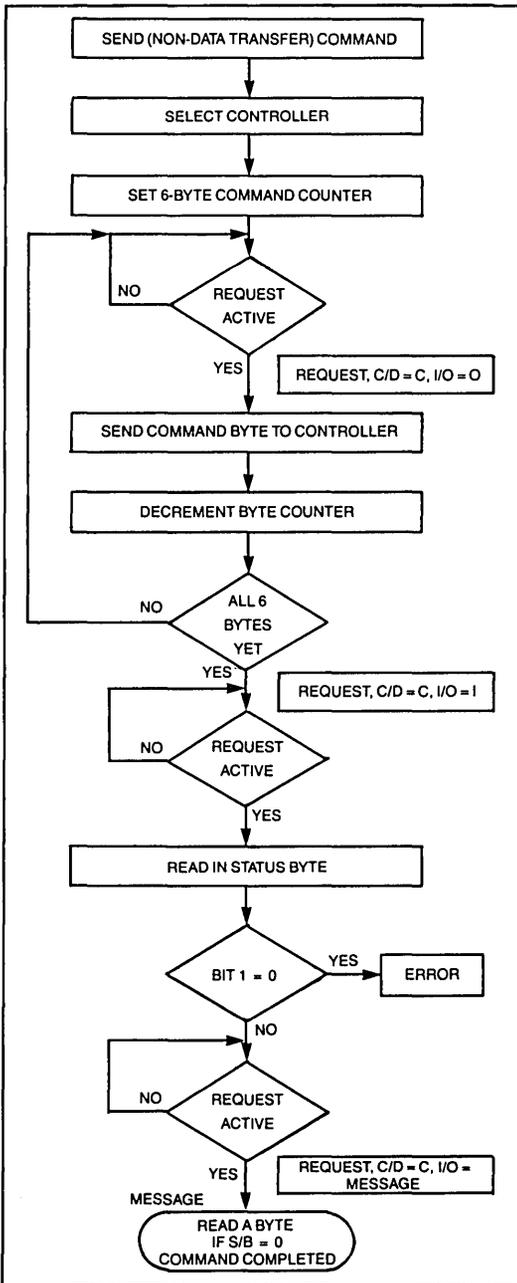 SEND (NON-DATA TRANSFER) COMMAND
SELECT CONTROLLER
SET 6-BYTE COMMAND COUNTER
NO
REQUEST
ACTIVE
YES
REQUEST, C/D = C, I/O = O
SEND COMMAND BYTE TO CONTROLLER
DECREMENT BYTE COUNTER
NO
ALL 6
BYTES
YET
YES
REQUEST, C/D = C, I/O = I
NO
REQUEST
ACTIVE
YES
READ IN STATUS BYTE
BIT 1 = 0
YES
ERROR
NO
NO
REQUEST
ACTIVE
YES
REQUEST, C/D = C, I/O =
MESSAGE
MESSAGE
READ A BYTE
IF S/B = 0
COMMAND COMPLETED